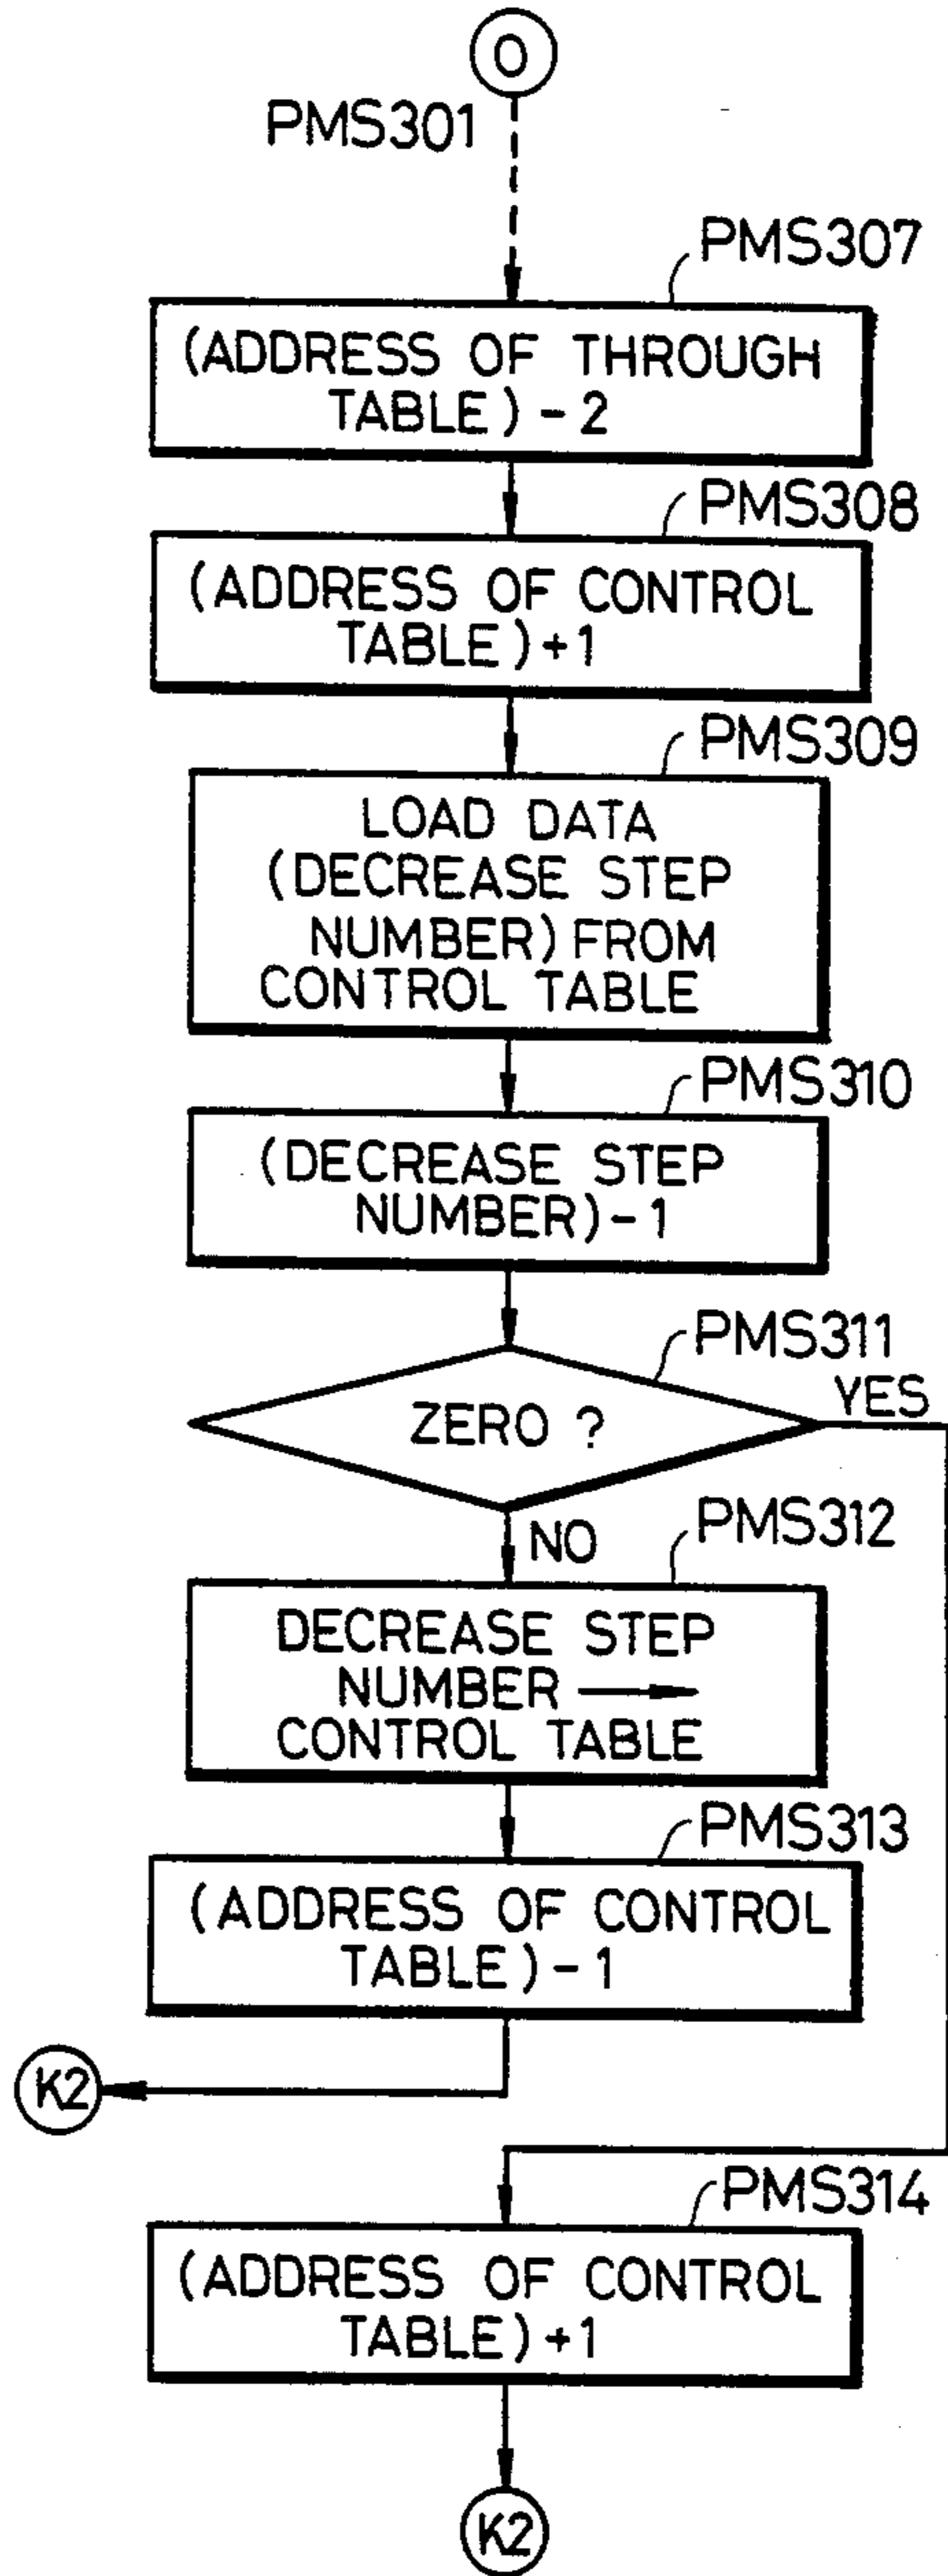 O
PMS301
PMS307
(ADDRESS OF THROUGH
TABLE) - 2
PMS308
(ADDRESS OF CONTROL
TABLE) + 1
PMS309
LOAD DATA
(DECREASE STEP
NUMBER) FROM
CONTROL TABLE
PMS310
(DECREASE STEP
NUMBER) - 1
PMS311
YES
ZERO ?
NO
PMS312
DECREASE STEP
NUMBER →
CONTROL TABLE
PMS313
(ADDRESS OF CONTROL
TABLE) - 1
K2
PMS314
(ADDRESS OF CONTROL
TABLE) + 1
K2